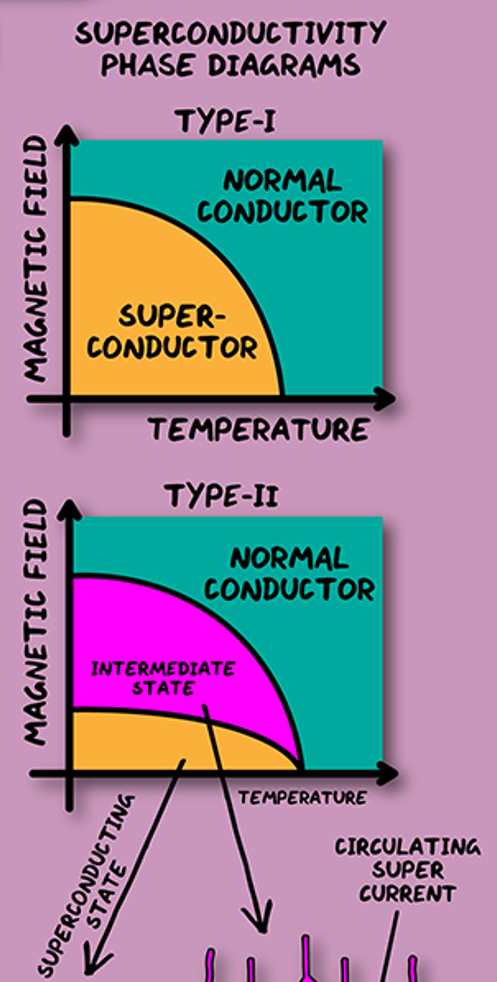 SUPERCONDUCTIVITY
PHASE DIAGRAMS
TYPE-I
MAGNETIC FIELD
NORMAL
CONDUCTOR
SUPER-
CONDUCTOR
TEMPERATURE
TYPE-II
MAGNETIC FIELD
NORMAL
CONDUCTOR
INTERMEDIATE
STATE
TEMPERATURE
SUPERCONDUCTING
STATE
CIRCULATING
SUPER
CURRENT